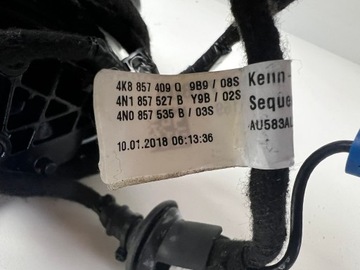 4K8 857 409 Q 9B9 / 08S
4N1 857 527 B Y9B / 02S
4N0 857 535 B / 03S
10.01.2018 06:13:36
Kenn-
Seque
AU583A